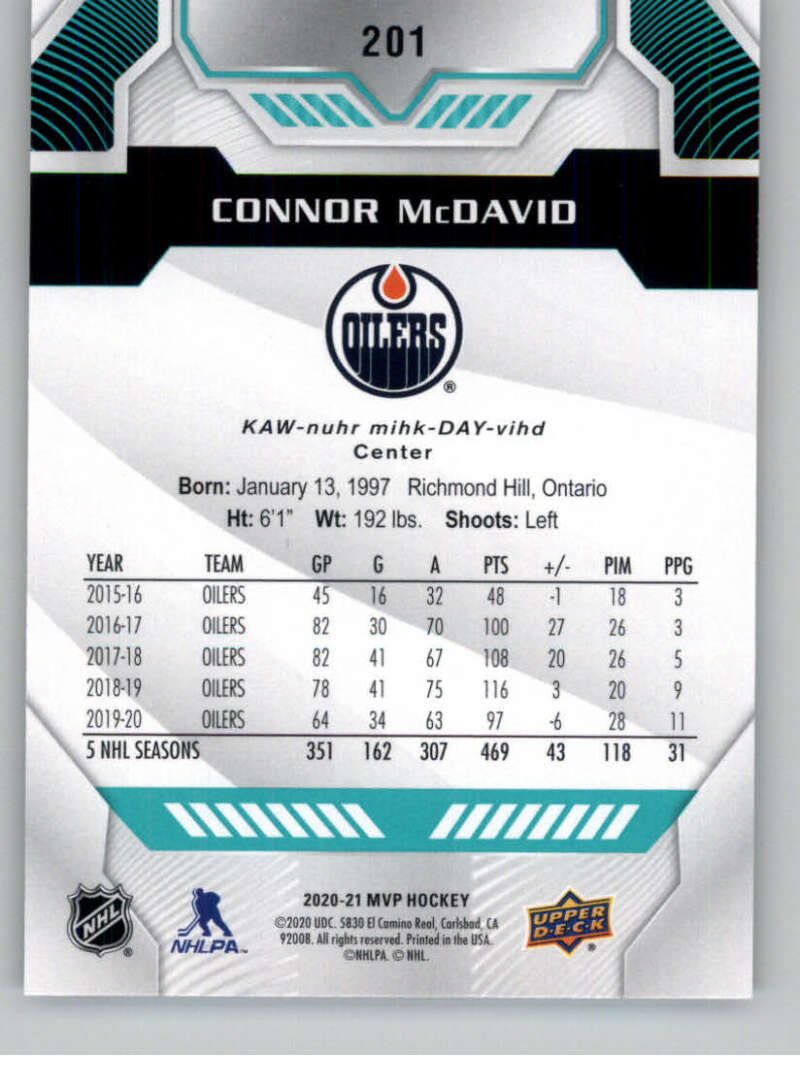 201
CONNOR McDAVID
OILERS
®
KAW-nuhr mihk-DAY-vihd
Center
Born: January 13, 1997 Richmond Hill, Ontario
Ht: 6'1" Wt: 192 lbs. Shoots: Left
YEAR TEAM GP G A PTS +/- PIM PPG
2015-16 OILERS 45 16 32 48 -1 18 3
2016-17 OILERS 82 30 70 100 27 26 3
2017-18 OILERS 82 41 67 108 20 26 5
2018-19 OILERS 78 41 75 116 3 20 9
2019-20 OILERS 64 34 63 97 -6 28 11
5 NHL SEASONS 351 162 307 469 43 118 31
NHL ®
NHLPA™
2020-21 MVP HOCKEY
©2020 UDC. 5830 El Camino Real, Carlsbad, CA
92008. All rights reserved. Printed in the USA.
©NHLPA. © NHL.
UPPER
D·E·C·K ®